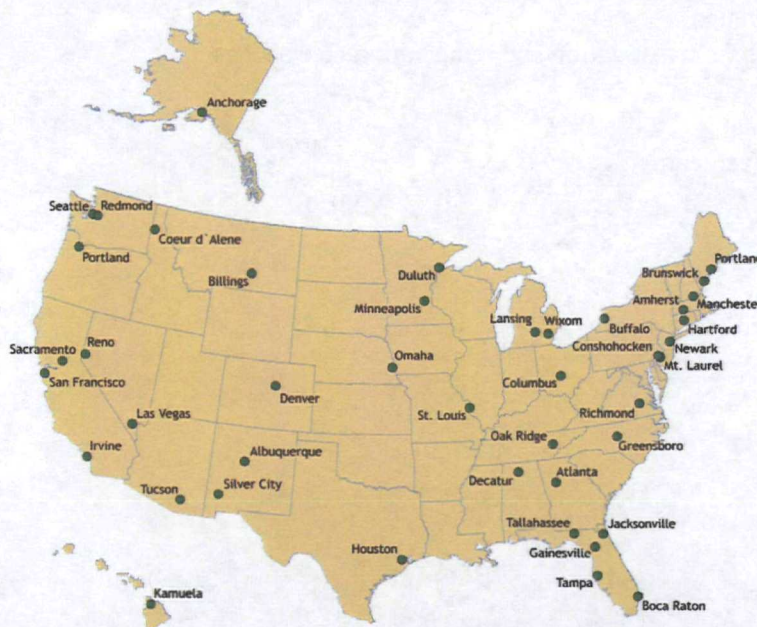 Anchorage
Seattle
Redmond
Coeur d`Alene
Portland
Billings
Duluth
Minneapolis
Portland
Brunswick
Amherst
Manchester
Lansing
Wixom
Buffalo
Hartford
Conshohocken
Newark
Mt. Laurel
Sacramento
Reno
San Francisco
Omaha
Columbus
Denver
St. Louis
Richmond
Las Vegas
Irvine
Albuquerque
Oak Ridge
Greensboro
Tucson
Silver City
Decatur
Atlanta
Tallahassee
Jacksonville
Houston
Gainesville
Tampa
Kamuela
Boca Raton